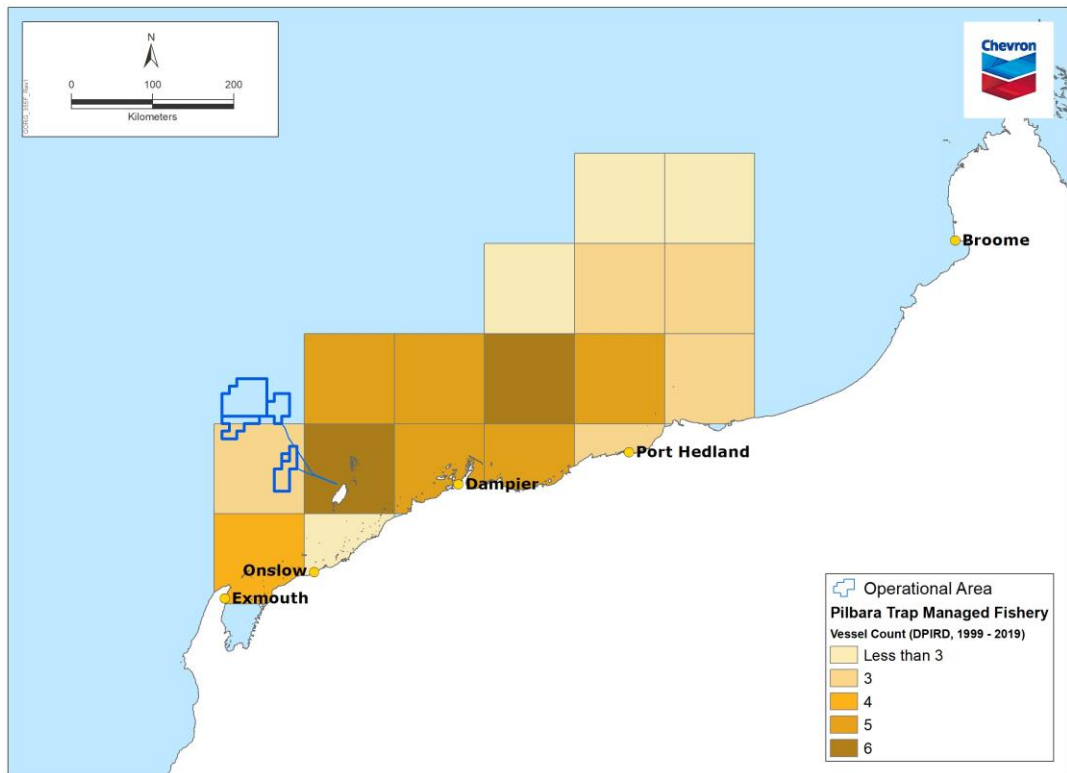 N
0 100 200
Kilometers
Chevron
Broome
Port Hedland
Dampier
Onslow
Exmouth
Operational Area
Pilbara Trap Managed Fishery
Vessel Count (DPIRD, 1999 - 2019)
Less than 3
3
4
5
6